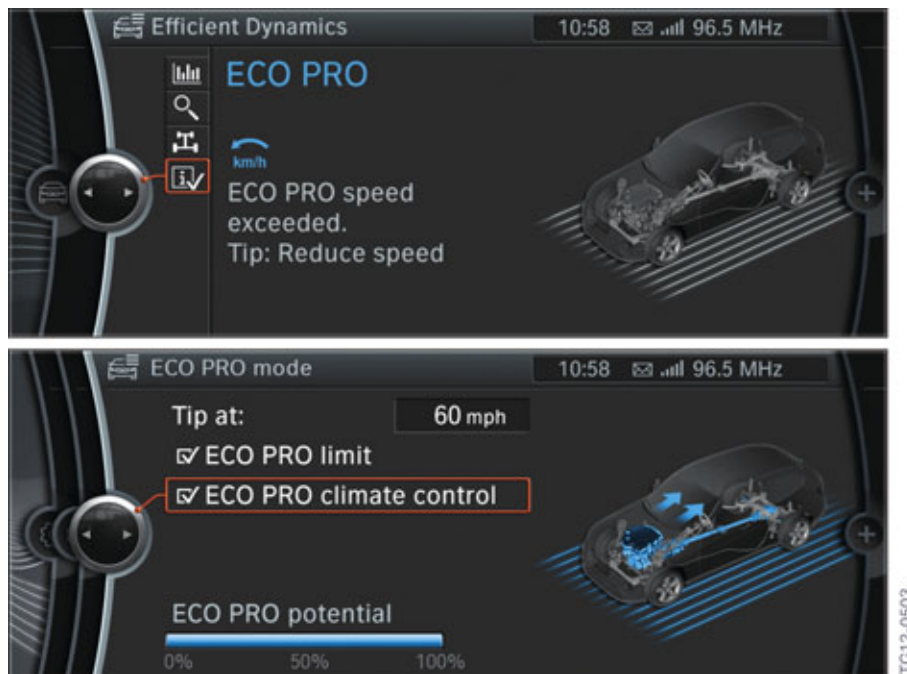 Efficient Dynamics
10:58 96.5 MHz
ECO PRO
km/h
ECO PRO speed
exceeded.
Tip: Reduce speed
ECO PRO mode
10:58 96.5 MHz
Tip at: 60 mph
ECO PRO limit
ECO PRO climate control
ECO PRO potential
0% 50% 100%
TG12-0503